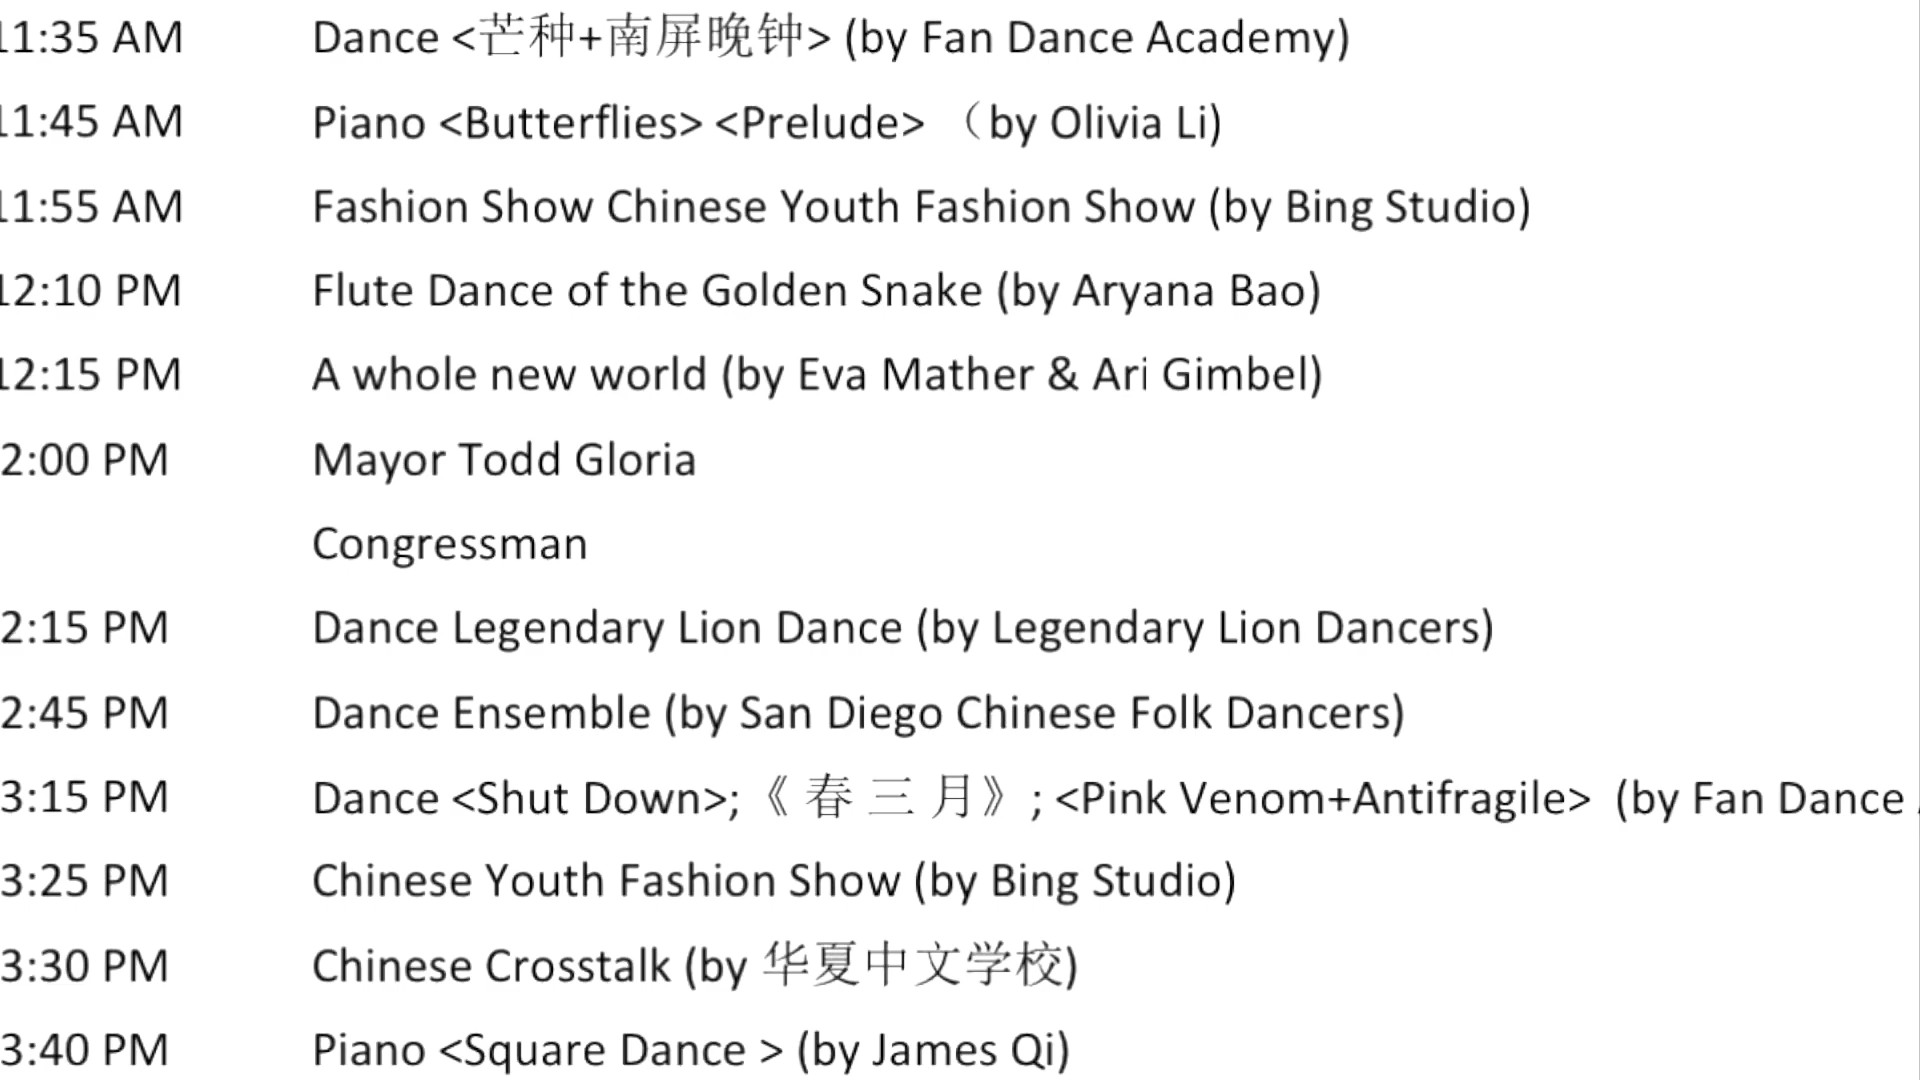 11:35 AM Dance <芒种+南屏晚钟> (by Fan Dance Academy)
11:45 AM Piano <Butterflies> <Prelude> （by Olivia Li)
11:55 AM Fashion Show Chinese Youth Fashion Show (by Bing Studio)
12:10 PM Flute Dance of the Golden Snake (by Aryana Bao)
12:15 PM A whole new world (by Eva Mather & Ari Gimbel)
2:00 PM Mayor Todd Gloria
Congressman
2:15 PM Dance Legendary Lion Dance (by Legendary Lion Dancers)
2:45 PM Dance Ensemble (by San Diego Chinese Folk Dancers)
3:15 PM Dance <Shut Down>;《 春 三 月》; <Pink Venom+Antifragile> (by Fan Dance
3:25 PM Chinese Youth Fashion Show (by Bing Studio)
3:30 PM Chinese Crosstalk (by 华夏中文学校)
3:40 PM Piano <Square Dance > (by James Qi)